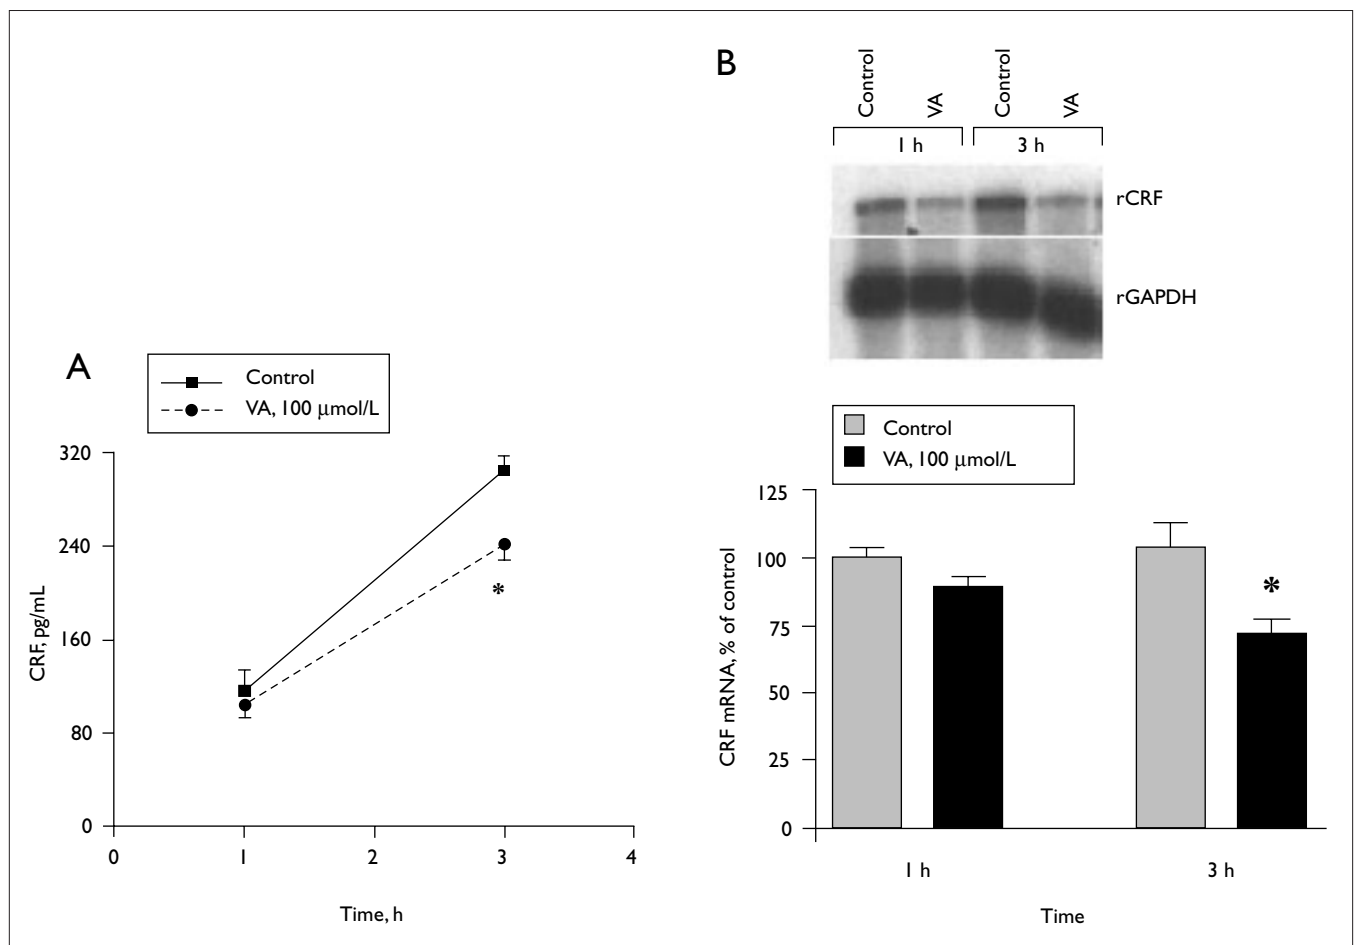 A
Control
VA, 100 μmol/L
320
240
160
80
0
CRF, pg/mL
*
0 1 2 3 4
Time, h
B
Control VA Control VA
1 h 3 h
rCRF
rGAPDH
Control
VA, 100 μmol/L
125
100
75
50
25
0
CRF mRNA, % of control
*
1 h 3 h
Time